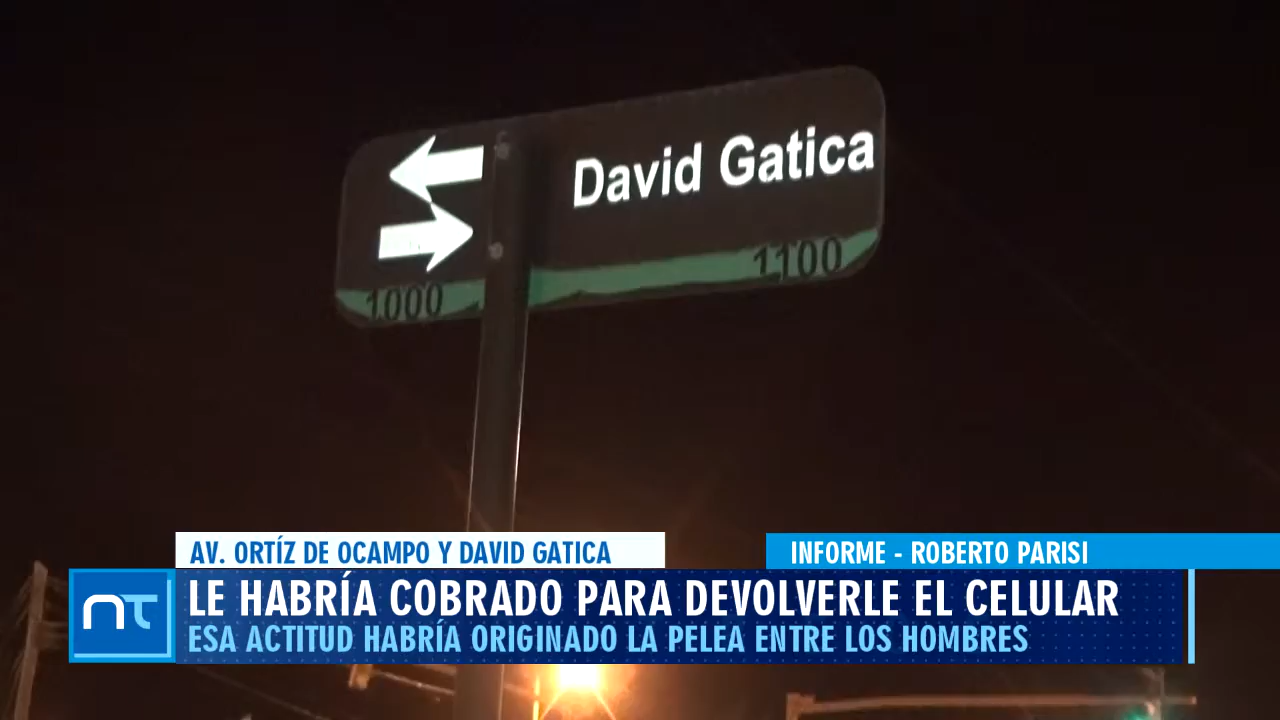 David Gatica
1000
1100
AV. ORTÍZ DE OCAMPO Y DAVID GATICA
INFORME - ROBERTO PARISI
nt
LE HABRÍA COBRADO PARA DEVOLVERLE EL CELULAR
ESA ACTITUD HABRÍA ORIGINADO LA PELEA ENTRE LOS HOMBRES